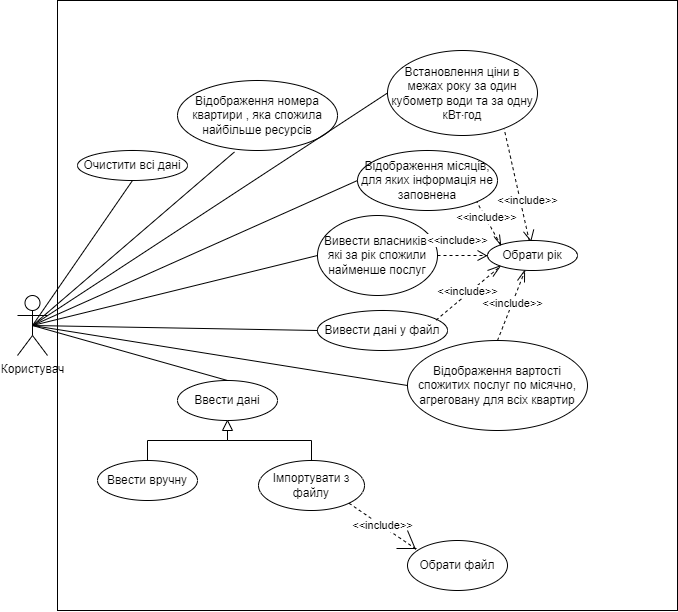 Встановлення ціни в
межах року за один
кубометр води та за одну
кВт·год
Відображення номера
квартири , яка спожила
найбільше ресурсів
Очистити всі дані
Відображення місяців,
для яких інформація не
заповнена
<<include>>
<<include>>
Вивести власників
які за рік спожили
найменше послуг
<<include>>
Обрати рік
<<include>>
<<include>>
Вивести дані у файл
Користувач
Відображення вартості
спожитих послуг по місячно,
агреговану для всіх квартир
Ввести дані
Ввести вручну
Імпортувати з
файлу
<<include>>
Обрати файл